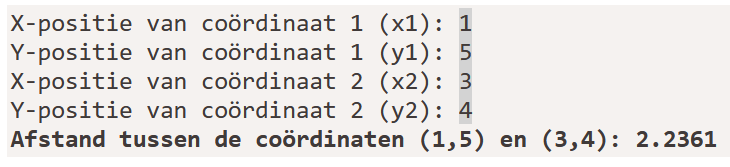 X-positie van coördinaat 1 (x1): 1
Y-positie van coördinaat 1 (y1): 5
X-positie van coördinaat 2 (x2): 3
Y-positie van coördinaat 2 (y2): 4
Afstand tussen de coördinaten (1,5) en (3,4): 2.2361